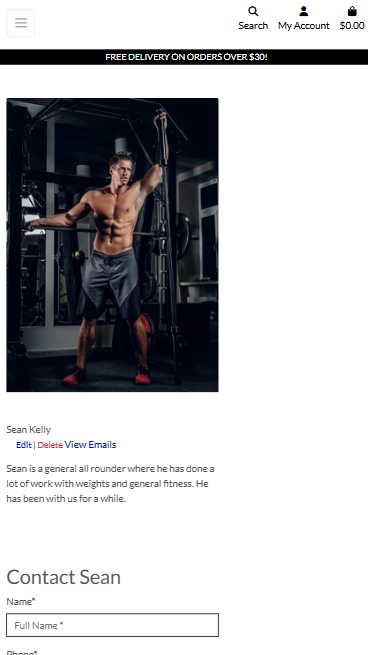 Search My Account $0.00
FREE DELIVERY ON ORDERS OVER $30!
Sean Kelly
Edit | Delete View Emails
Sean is a general all rounder where he has done a
lot of work with weights and general fitness. He
has been with us for a while.
Contact Sean
Name*
Full Name *
Phone*